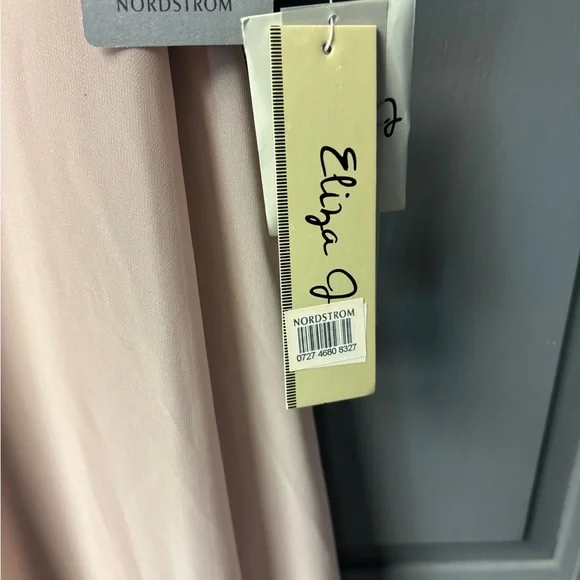 NORDSTROM
Eliza J
NORDSTROM
0727 4680 8327